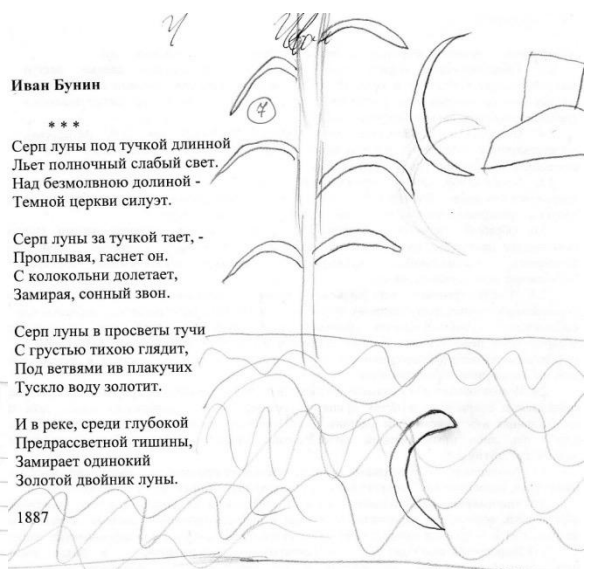 Иван Бунин
* * *
Серп луны под тучкой длинной
Льет полночный слабый свет.
Над безмолвною долиной -
Темной церкви силуэт.
Серп луны за тучкой тает, -
Проплывая, гаснет он.
С колокольни долетает,
Замирая, сонный звон.
Серп луны в просветы тучи
С грустью тихою глядит,
Под ветвями ив плакучих
Тускло воду золотит.
И в реке, среди глубокой
Предрассветной тишины,
Замирает одинокий
Золотой двойник луны.
1887
7